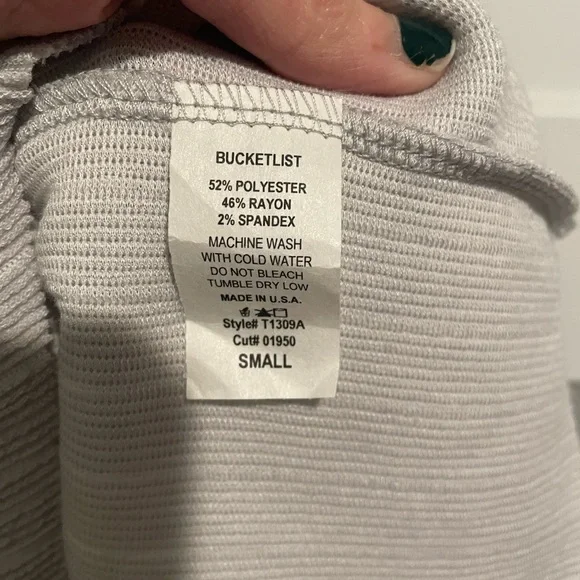 BUCKETLIST
52% POLYESTER
46% RAYON
2% SPANDEX
MACHINE WASH
WITH COLD WATER
DO NOT BLEACH
TUMBLE DRY LOW
MADE IN U.S.A.
Style# T1309A
Cut# 01950
SMALL